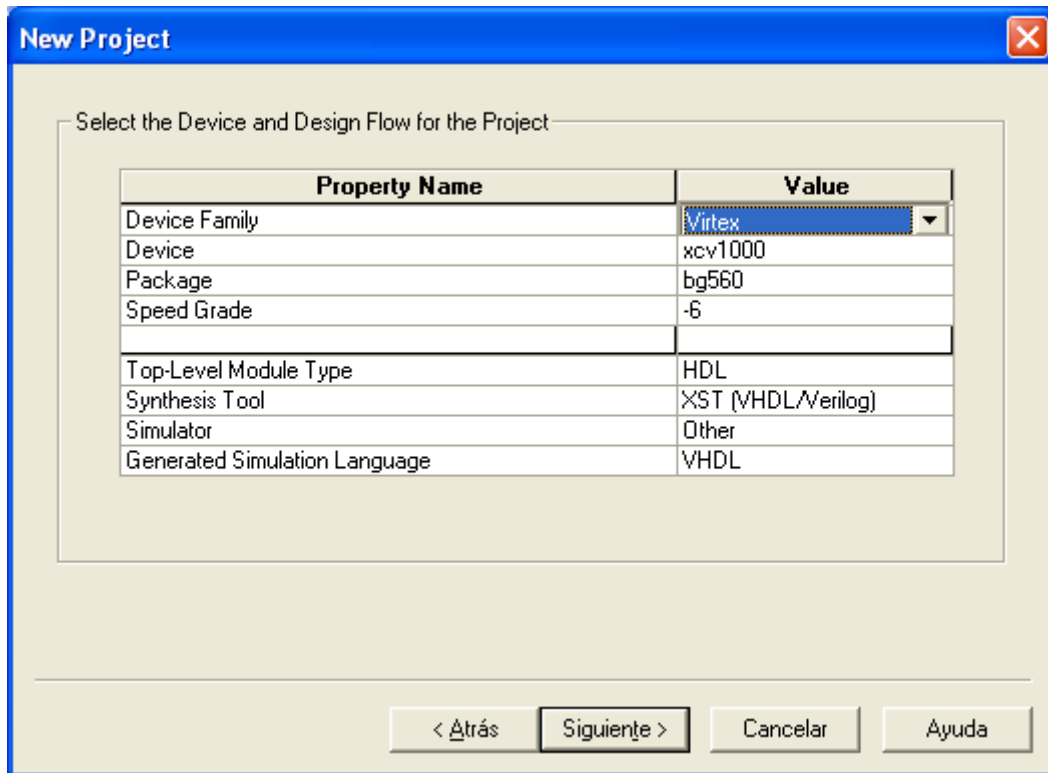 New Project
Select the Device and Design Flow for the Project
Property Name Value
Device Family Virtex
Device xcv1000
Package bg560
Speed Grade -6
Top-Level Module Type HDL
Synthesis Tool XST (VHDL/Verilog)
Simulator Other
Generated Simulation Language VHDL
< Atrás Siguiente > Cancelar Ayuda